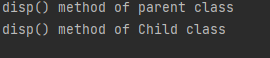 disp() method of parent class
disp() method of Child class